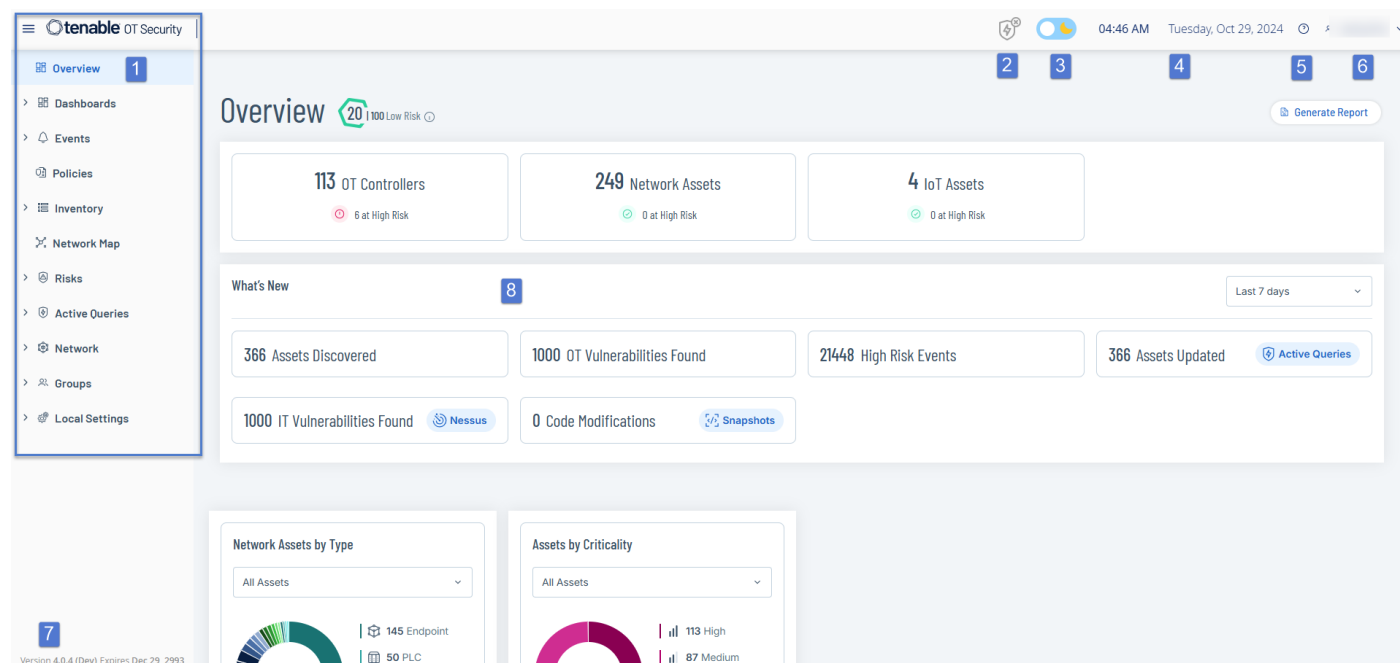 tenable OT Security
04:46 AM Tuesday, Oct 29, 2024
Overview 1
2 3 4 5 6
Dashboards
Events
Policies
Inventory
Network Map
Risks
Active Queries
Network
Groups
Local Settings
7
Version 4.0.4 (Dev) Expires Dec 29, 2993
Overview 20 | 100 Low Risk
Generate Report
113 OT Controllers
6 at High Risk
249 Network Assets
0 at High Risk
4 IoT Assets
0 at High Risk
What's New 8
Last 7 days
366 Assets Discovered
1000 OT Vulnerabilities Found
21448 High Risk Events
366 Assets Updated Active Queries
1000 IT Vulnerabilities Found Nessus
0 Code Modifications Snapshots
Network Assets by Type
All Assets
145 Endpoint
50 PLC
Assets by Criticality
All Assets
113 High
87 Medium